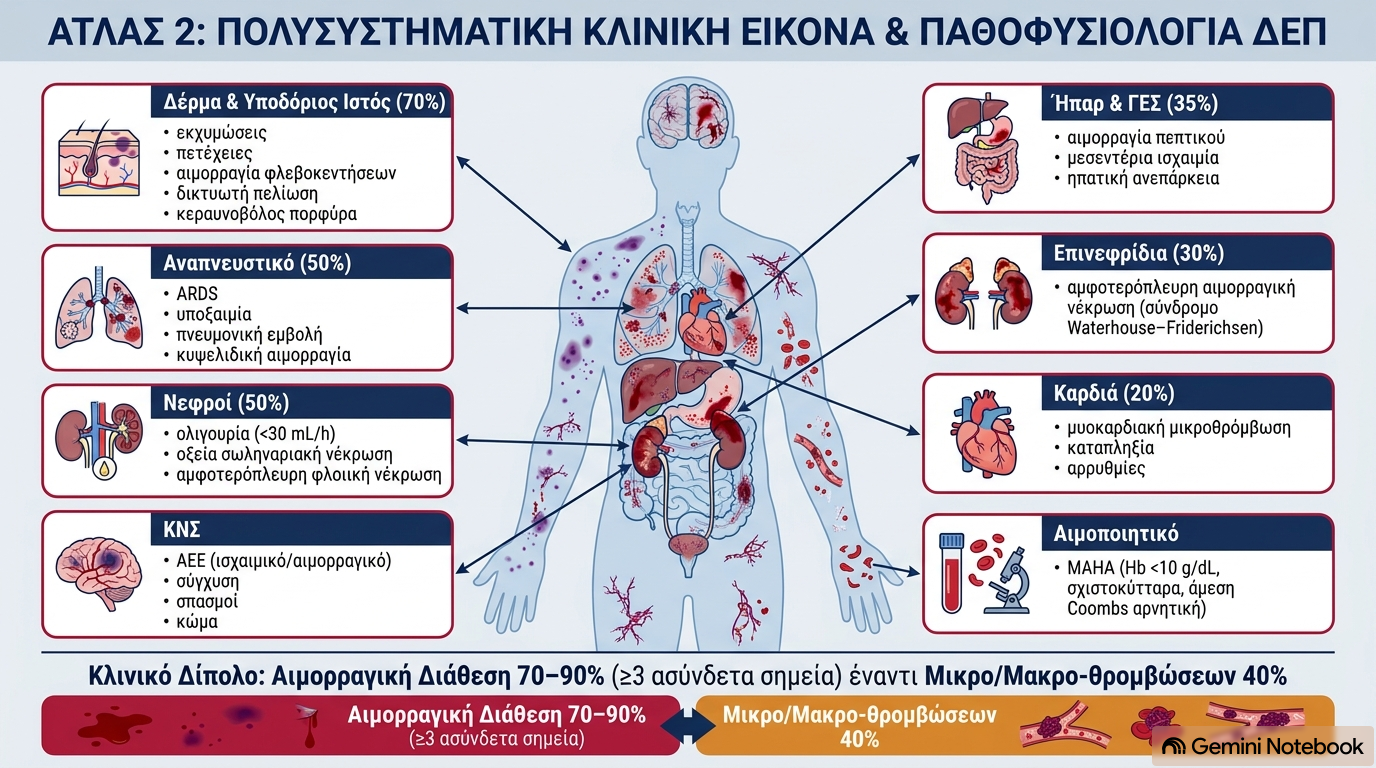 ΑΤΛΑΣ 2: ΠΟΛΥΣΥΣΤΗΜΑΤΙΚΗ ΚΛΙΝΙΚΗ ΕΙΚΟΝΑ & ΠΑΘΟΦΥΣΙΟΛΟΓΙΑ ΔΕΠ
Δέρμα & Υποδόριος Ιστός (70%)
• εκχυμώσεις
• πετέχειες
• αιμορραγία φλεβοκεντήσεων
• δικτυωτή πελίωση
• κεραυνοβόλος πορφύρα
Αναπνευστικό (50%)
• ARDS
• υποξαιμία
• πνευμονική εμβολή
• κυψελιδική αιμορραγία
Νεφροί (50%)
• ολιγουρία (<30 mL/h)
• οξεία σωληναριακή νέκρωση
• αμφοτερόπλευρη φλοιική νέκρωση
ΚΝΣ
• ΑΕΕ (ισχαιμικό/αιμορραγικό)
• σύγχυση
• σπασμοί
• κώμα
Ήπαρ & ΓΕΣ (35%)
• αιμορραγία πεπτικού
• μεσεντέρια ισχαιμία
• ηπατική ανεπάρκεια
Επινεφρίδια (30%)
• αμφοτερόπλευρη αιμορραγική
νέκρωση (σύνδρομο
Waterhouse–Friderichsen)
Καρδιά (20%)
• μυοκαρδιακή μικροθρόμβωση
• καταπληξία
• αρρυθμίες
Αιμοποιητικό
• MAHA (Hb <10 g/dL,
σχιστοκύτταρα, άμεση
Coombs αρνητική)
Κλινικό Δίπολο: Αιμορραγική Διάθεση 70–90% (≥3 ασύνδετα σημεία) έναντι Μικρο/Μακρο-θρομβώσεων 40%
Αιμορραγική Διάθεση 70–90%
(≥3 ασύνδετα σημεία)
Μικρο/Μακρο-θρομβώσεων
40%
Gemini Notebook